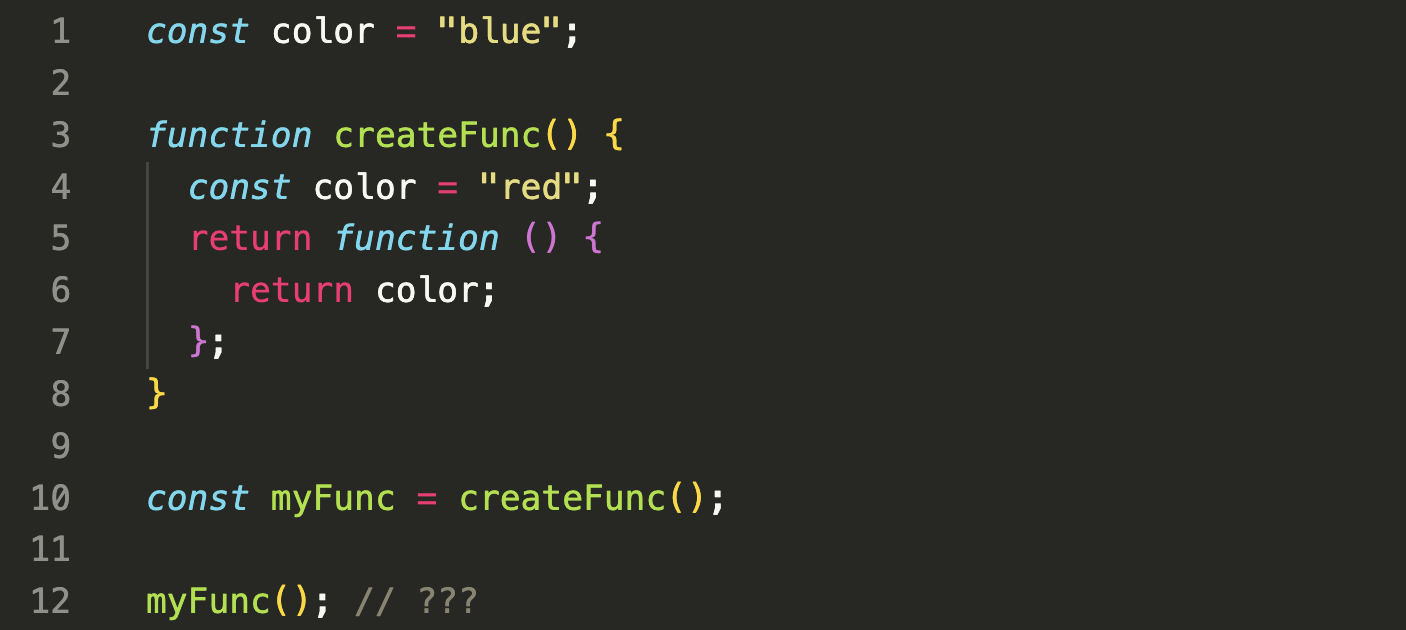 1 const color = "blue";
2
3 function createFunc() {
4   const color = "red";
5   return function () {
6     return color;
7   };
8 }
9
10 const myFunc = createFunc();
11
12 myFunc(); // ???